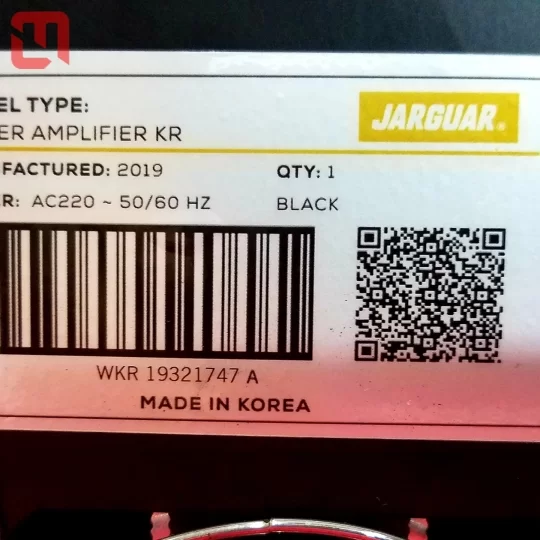 EL TYPE:
ER AMPLIFIER KR
JARGUAR®
FACTURED: 2019
QTY: 1
R: AC220 ~ 50/60 HZ
BLACK
WKR 19321747 A
MADE IN KOREA